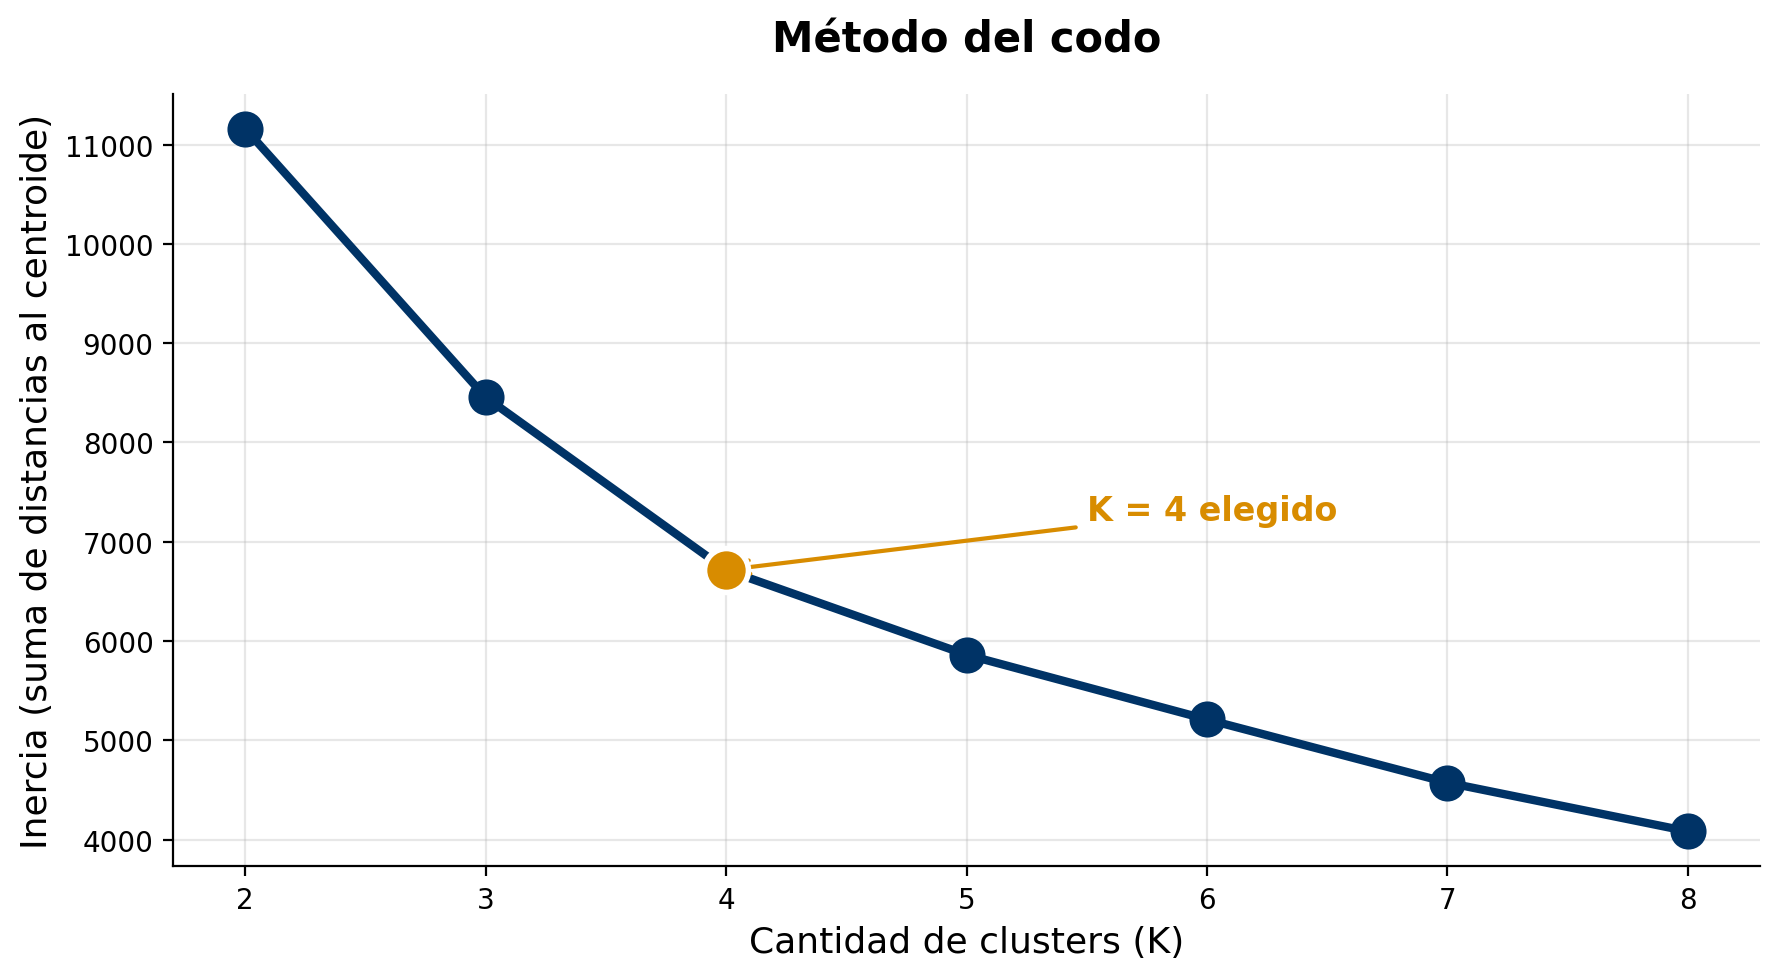 Método del codo
Inercia (suma de distancias al centroide)
11000
10000
9000
8000
7000
6000
5000
4000
K = 4 elegido
2 3 4 5 6 7 8
Cantidad de clusters (K)